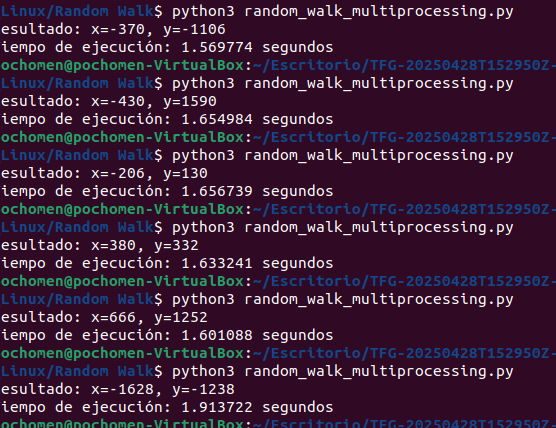 Linux/Random Walk$ python3 random_walk_multiprocessing.py
esultado: x=-370, y=-1106
iempo de ejecución: 1.569774 segundos
ochomen@pochomen-VirtualBox:~/Escritorio/TFG-20250428T152950Z-
Linux/Random Walk$ python3 random_walk_multiprocessing.py
esultado: x=-430, y=1590
iempo de ejecución: 1.654984 segundos
ochomen@pochomen-VirtualBox:~/Escritorio/TFG-20250428T152950Z-
Linux/Random Walk$ python3 random_walk_multiprocessing.py
esultado: x=-206, y=130
iempo de ejecución: 1.656739 segundos
ochomen@pochomen-VirtualBox:~/Escritorio/TFG-20250428T152950Z-
Linux/Random Walk$ python3 random_walk_multiprocessing.py
esultado: x=380, y=332
iempo de ejecución: 1.633241 segundos
ochomen@pochomen-VirtualBox:~/Escritorio/TFG-20250428T152950Z-
Linux/Random Walk$ python3 random_walk_multiprocessing.py
esultado: x=666, y=1252
iempo de ejecución: 1.601088 segundos
ochomen@pochomen-VirtualBox:~/Escritorio/TFG-20250428T152950Z-
Linux/Random Walk$ python3 random_walk_multiprocessing.py
esultado: x=-1628, y=-1238
iempo de ejecución: 1.913722 segundos
ochomen@pochomen-VirtualBox:~/Escritorio/TFG-20250428T152950Z-